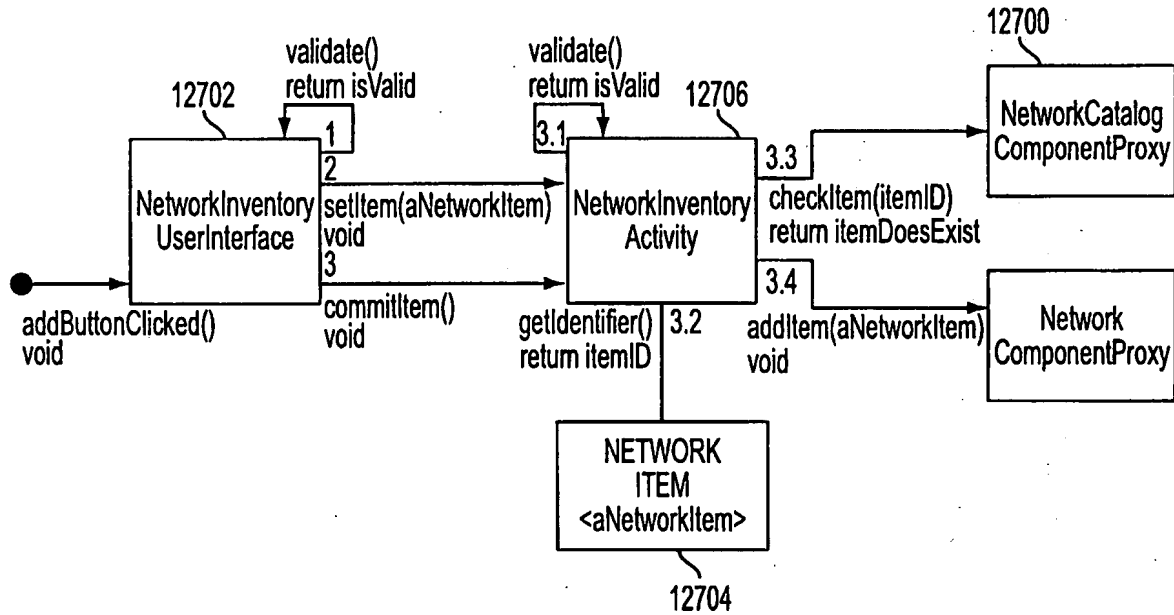 12700
validate()
return isValid
validate()
return isValid
12702
12706
1
3.1
NetworkCatalog
ComponentProxy
3.3
2
NetworkInventory
UserInterface
setItem(aNetworkItem)
void
NetworkInventory
Activity
checkItem(itemID)
return itemDoesExist
3
3.4
addButtonClicked()
void
commitItem()
void
getIdentifier()
return itemID
3.2
addItem(aNetworkItem)
void
Network
ComponentProxy
NETWORK
ITEM
<aNetworkItem>
12704